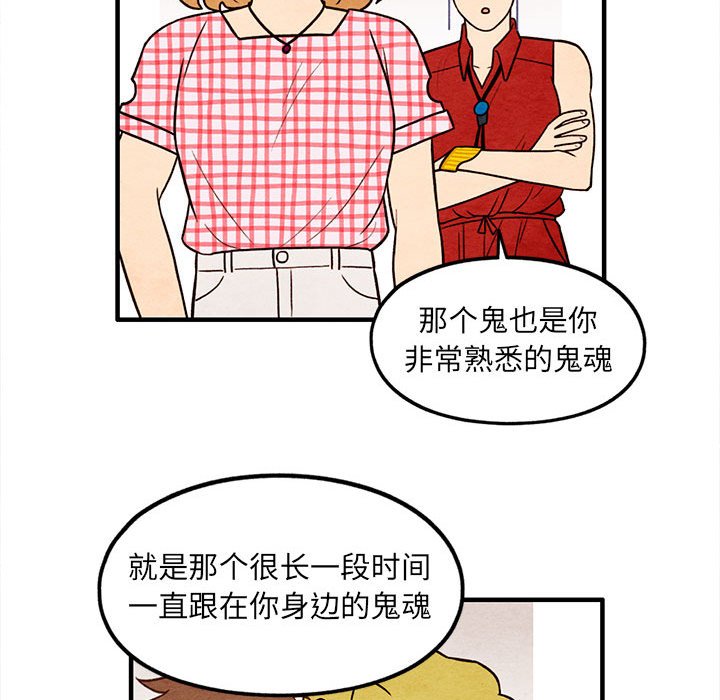 那个鬼也是你
非常熟悉的鬼魂
就是那个很长一段时间
一直跟在你身边的鬼魂